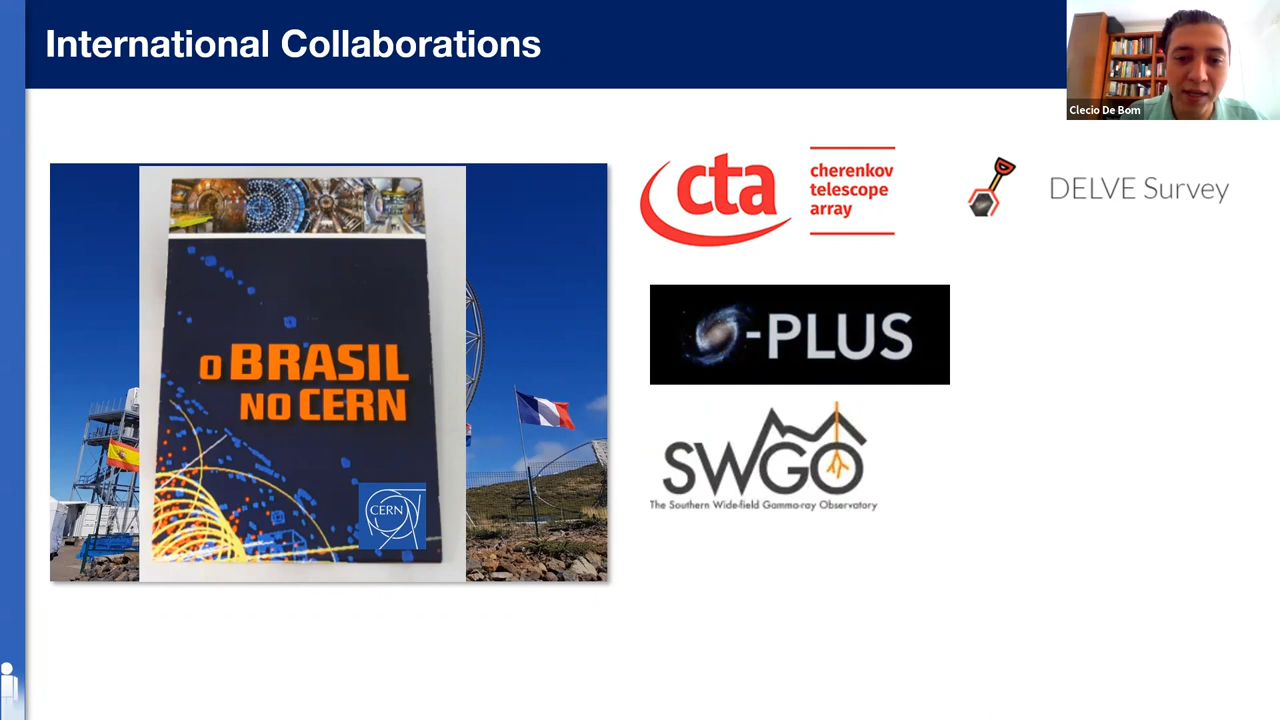 International Collaborations
Clecio De Bom
O BRASIL
NO CERN
CERN
cta
cherenkov
telescope
array
DELVE Survey
-PLUS
SWGO
The Southern Wide-field Gamma-ray Observatory